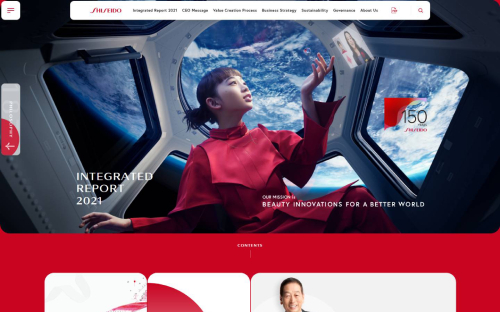 SHISEIDO
Integrated Report 2021
CEO Message
Value Creation Process
Business Strategy
Sustainability
Governance
About Us
150
SHISEIDO
INTEGRATED
REPORT
2021
OUR MISSION IS
BEAUTY INNOVATIONS FOR A BETTER WORLD
CONTENTS